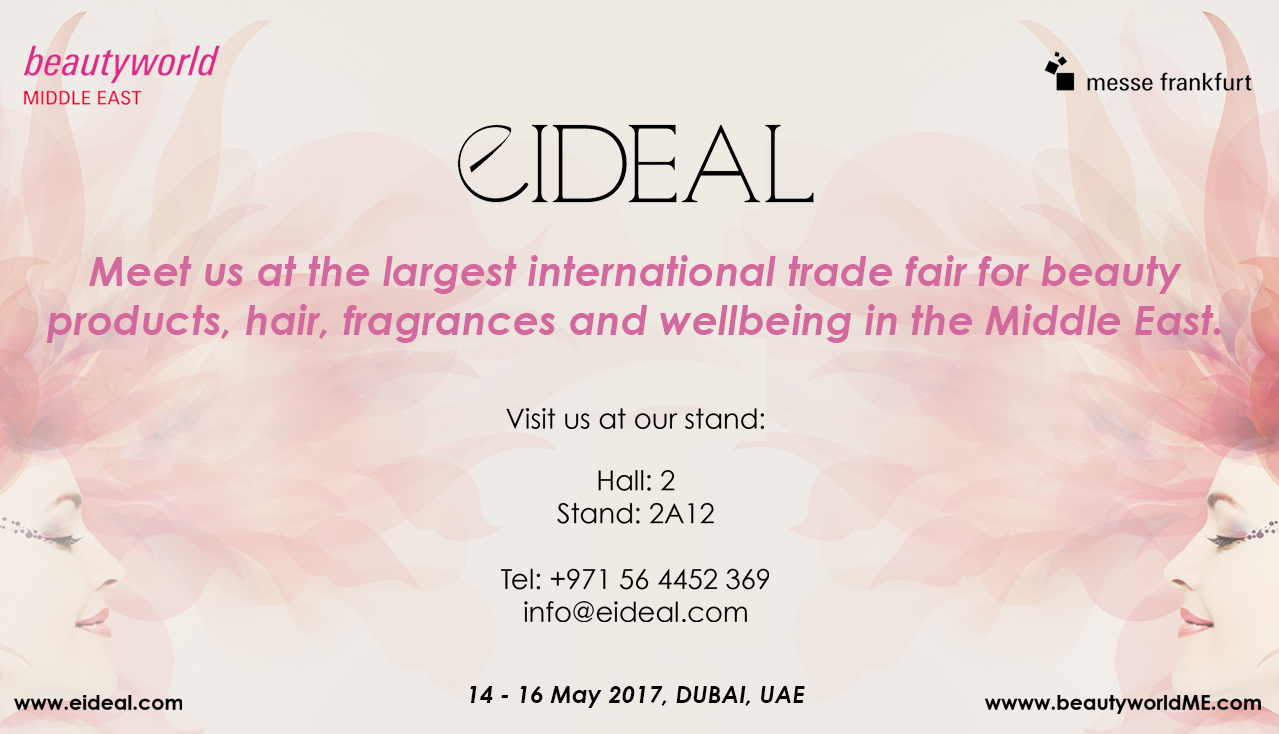 beautyworld
MIDDLE EAST
messe frankfurt
eIDEAL
Meet us at the largest international trade fair for beauty
products, hair, fragrances and wellbeing in the Middle East.
Visit us at our stand:
Hall: 2
Stand: 2A12
Tel: +971 56 4452 369
info@eideal.com
14 - 16 May 2017, DUBAI, UAE
www.eideal.com
www.beautyworldME.com